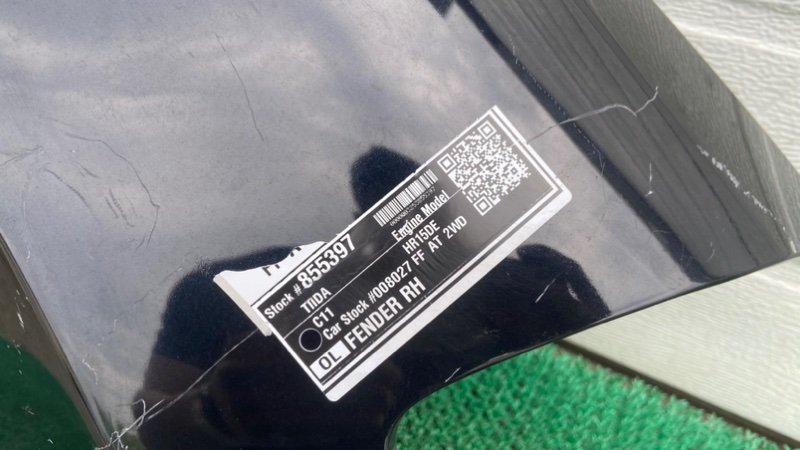 Stock # 855397
TIIDA
C11
Engine Model
HR15DE
Car Stock #008027 FF AT 2WD
OL FENDER RH